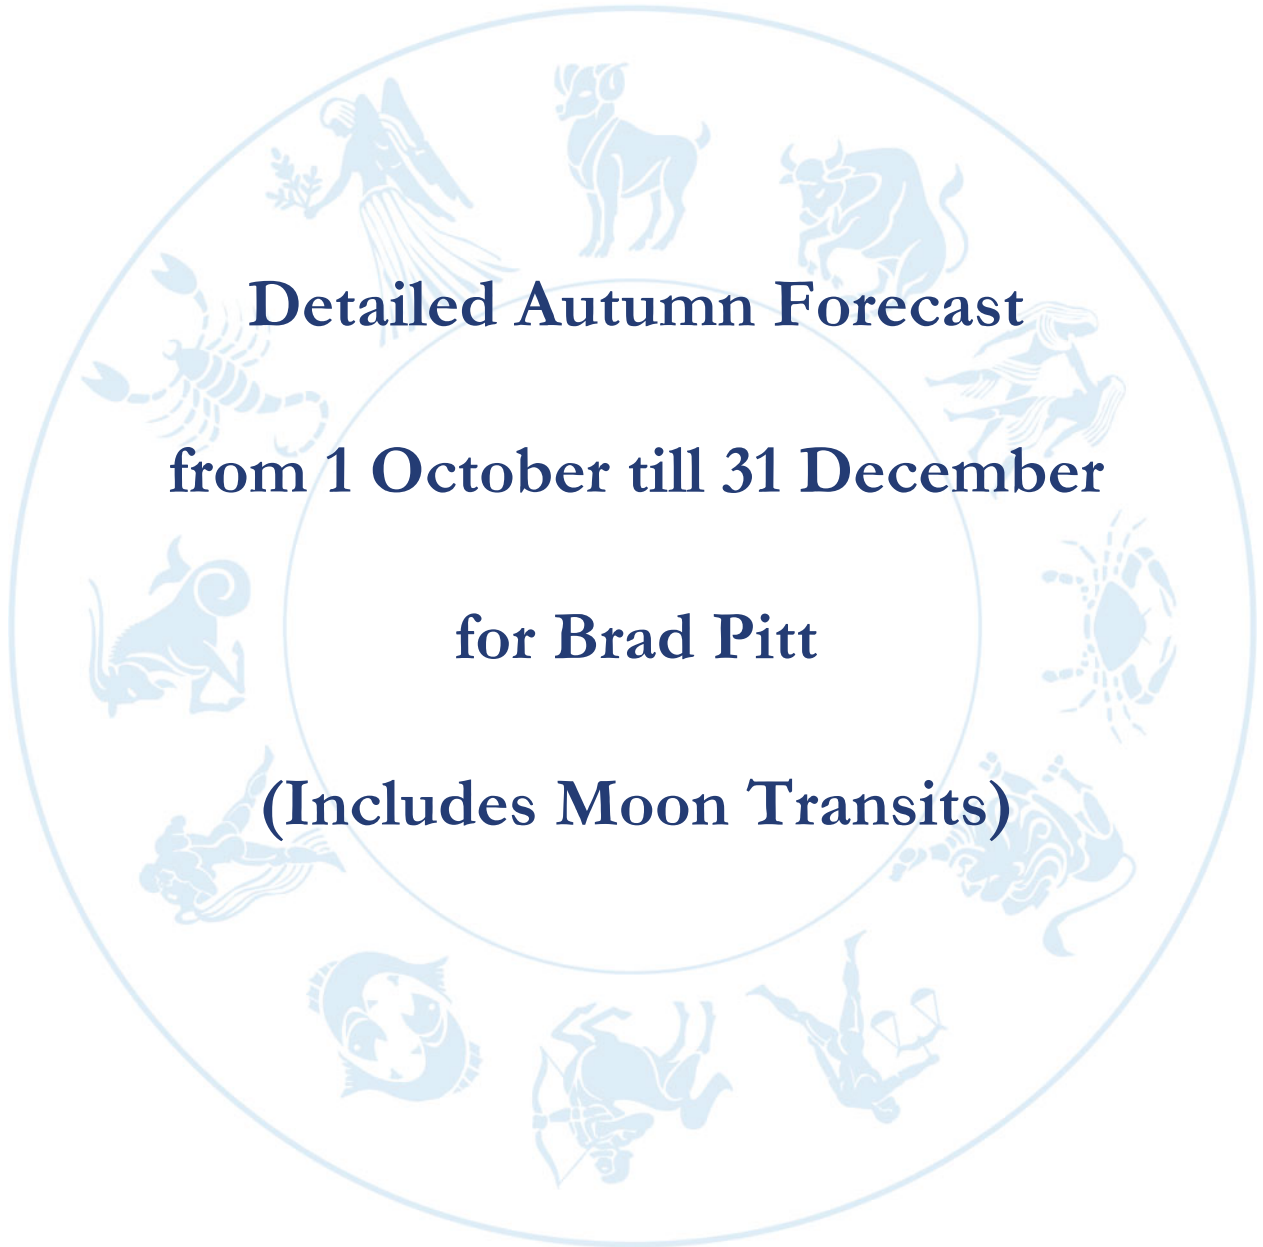 Detailed Autumn Forecast
from 1 October till 31 December
for Brad Pitt
(Includes Moon Transits)